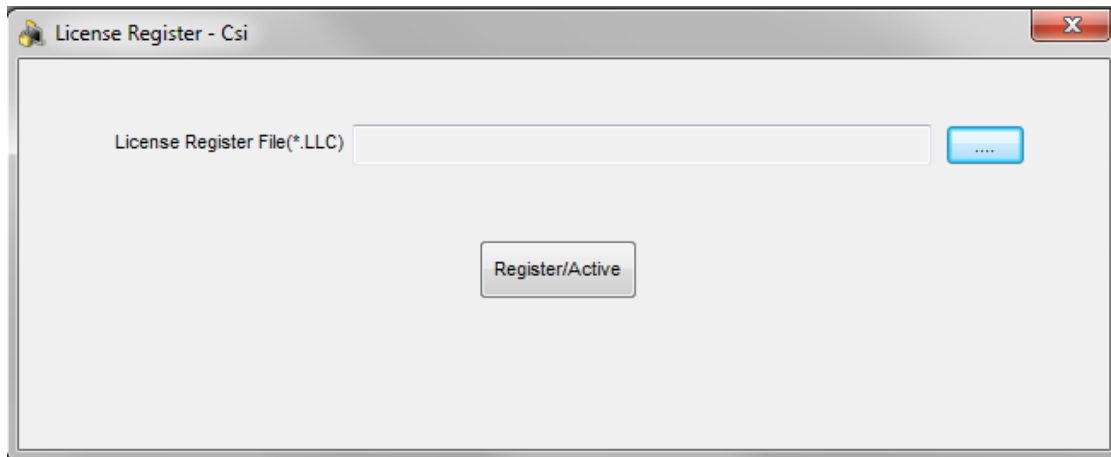 License Register - Csi
License Register File(*.LLC)
....
Register/Active